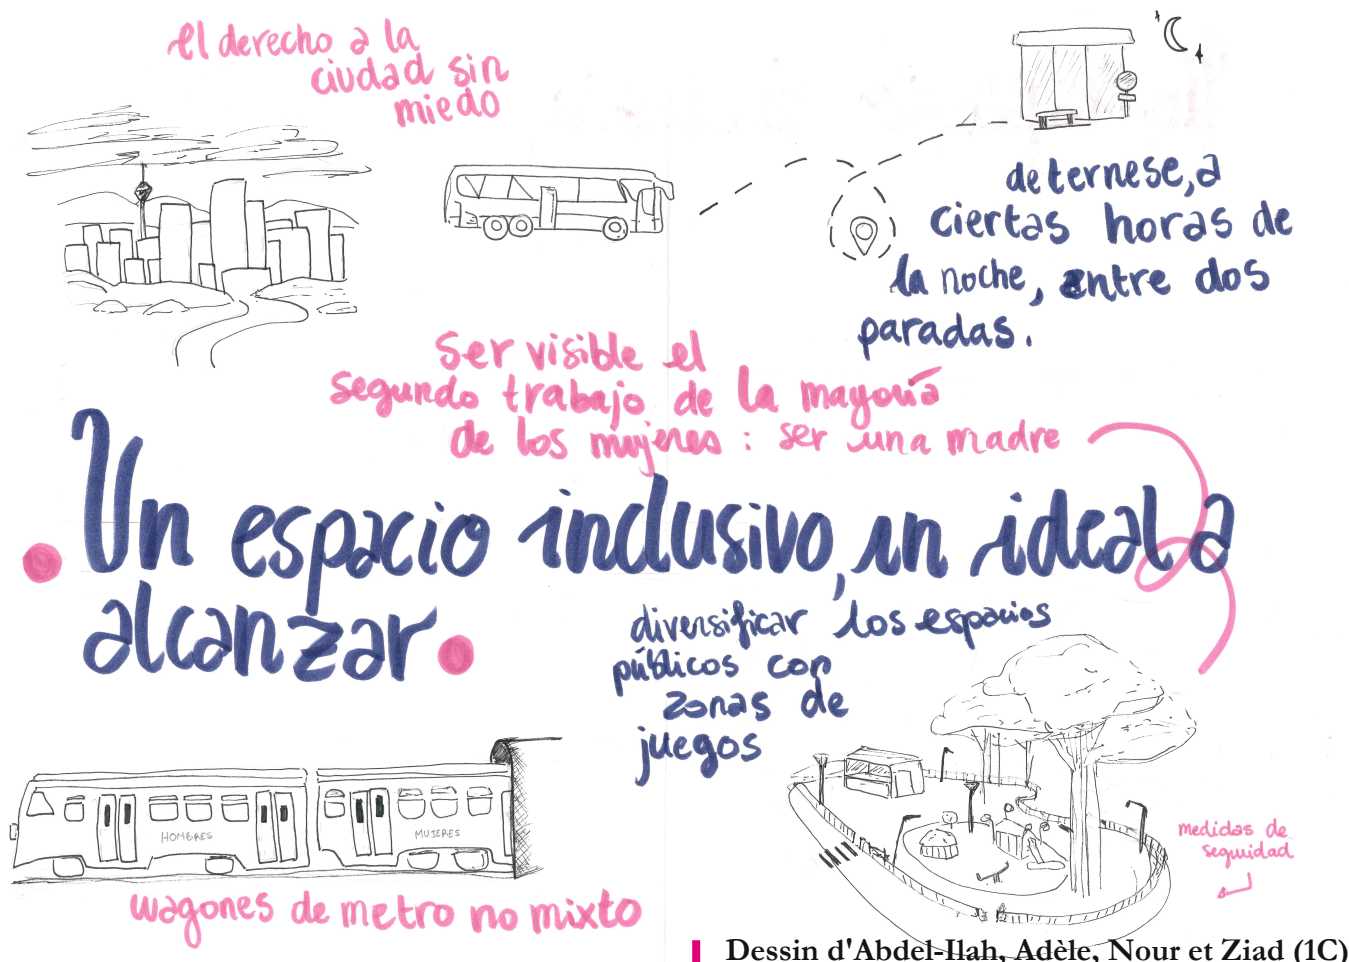 el derecho a la
ciudad sin
miedo
deternese, a
ciertas horas de
la noche, entre dos
paradas.
Ser visible el
segundo trabajo de la mayoría
de los mujeres : ser una madre
Un espacio inclusivo, un ideal a
alcanzar
diversificar los espacios
públicos con
zonas de
juegos
HOMBRES
MUJERES
wagones de metro no mixto
medidas de
seguidad
Dessin d'Abdel-Ilah, Adèle, Nour et Ziad (1C)